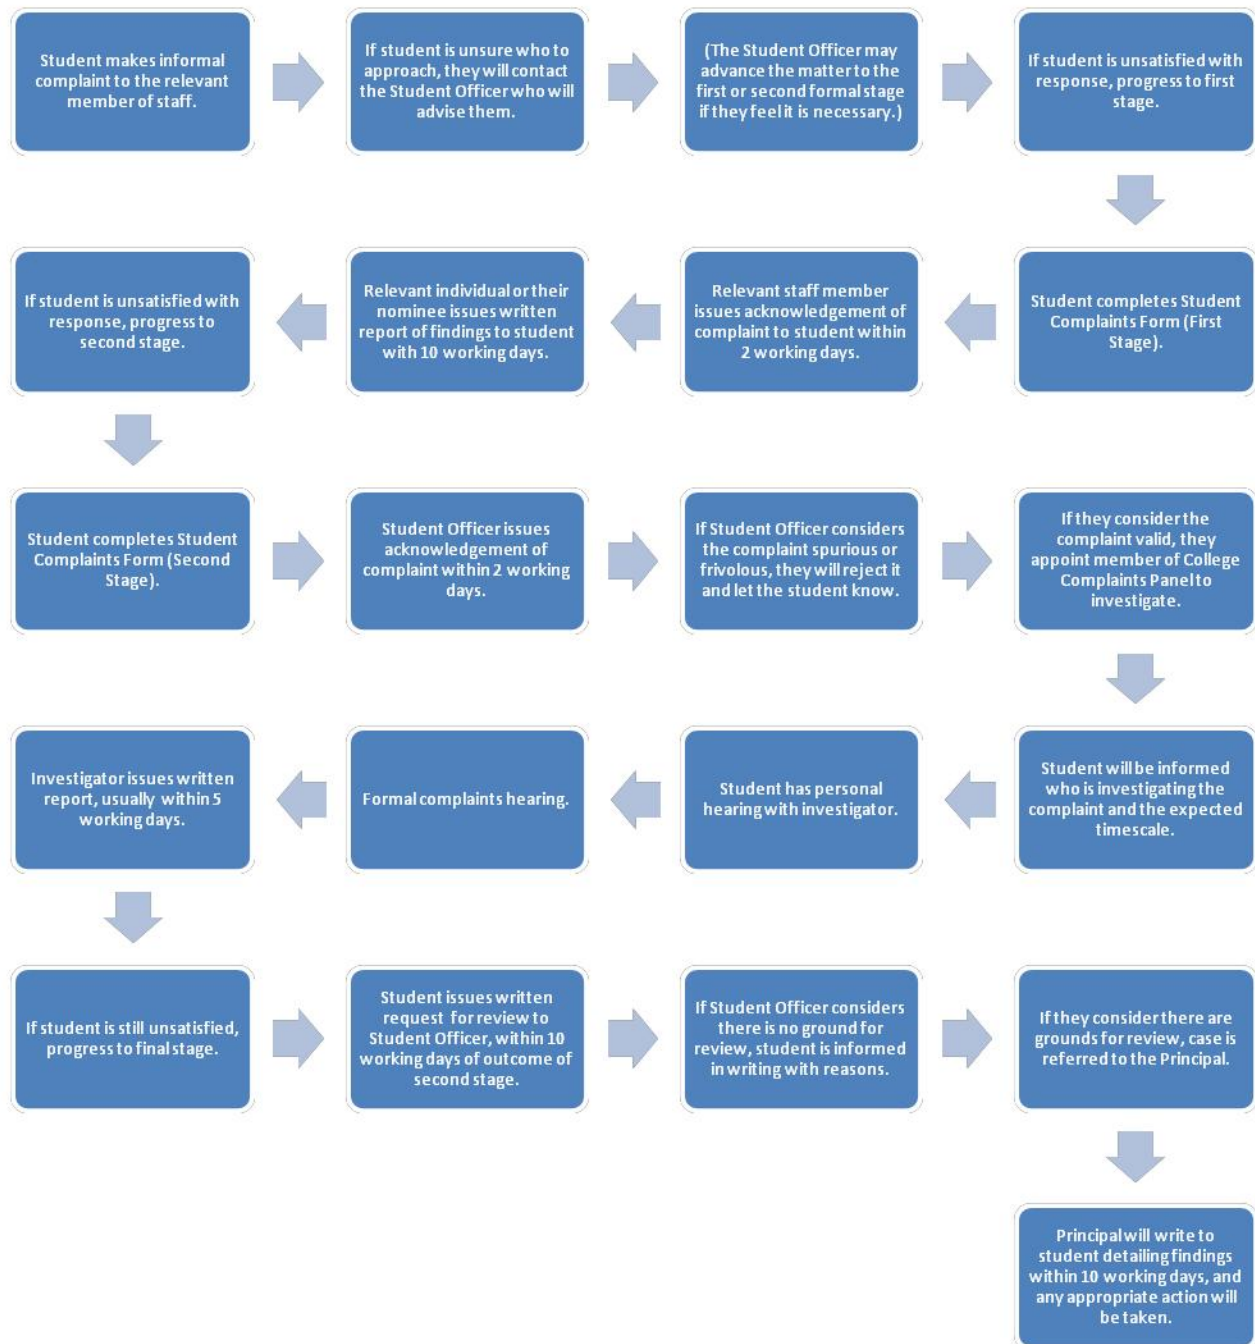 Student makes informal
complaint to the relevant
member of staff.
If student is unsure who to
approach, they will contact
the Student Officer who will
advise them.
(The Student Officer may
advance the matter to the
first or second formal stage
if they feel it is necessary.)
If student is unsatisfied with
response, progress to first
stage.
Student completes Student
Complaints Form (First
Stage).
Relevant staff member
issues acknowledgement of
complaint to student within
2 working days.
Relevant individual or their
nominee issues written
report of findings to student
with 10 working days.
If student is unsatisfied with
response, progress to
second stage.
Student completes Student
Complaints Form (Second
Stage).
Student Officer issues
acknowledgement of
complaint within 2 working
days.
If Student Officer considers
the complaint spurious or
frivolous, they will reject it
and let the student know.
If they consider the
complaint valid, they
appoint member of College
Complaints Panel to
investigate.
Student will be informed
who is investigating the
complaint and the expected
timescale.
Student has personal
hearing with investigator.
Formal complaints hearing.
Investigator issues written
report, usually within 5
working days.
If student is still unsatisfied,
progress to final stage.
Student issues written
request for review to
Student Officer, within 10
working days of outcome of
second stage.
If Student Officer considers
there is no ground for
review, student is informed
in writing with reasons.
If they consider there are
grounds for review, case is
referred to the Principal.
Principal will write to
student detailing findings
within 10 working days, and
any appropriate action will
be taken.